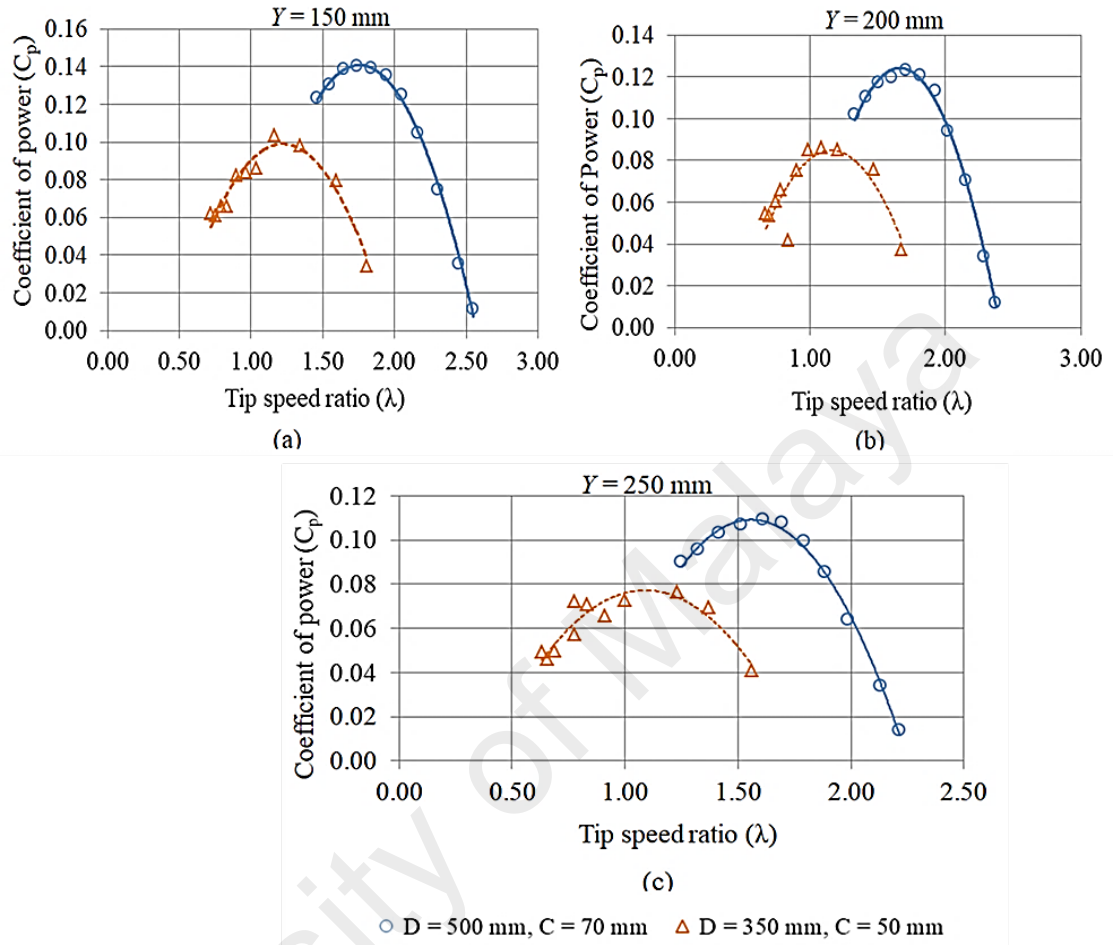 Y = 150 mm
Coefficient of power (Cp)
0.16
0.14
0.12
0.10
0.08
0.06
0.04
0.02
0.00
0.00 0.50 1.00 1.50 2.00 2.50 3.00
Tip speed ratio (λ)
(a)
Y = 200 mm
Coefficient of Power (Cp)
0.14
0.12
0.10
0.08
0.06
0.04
0.02
0.00
0.00 1.00 2.00 3.00
Tip speed ratio (λ)
(b)
Y = 250 mm
Coefficient of power (Cp)
0.12
0.10
0.08
0.06
0.04
0.02
0.00
0.00 0.50 1.00 1.50 2.00 2.50
Tip speed ratio (λ)
(c)
D = 500 mm, C = 70 mm D = 350 mm, C = 50 mm
of Malaya